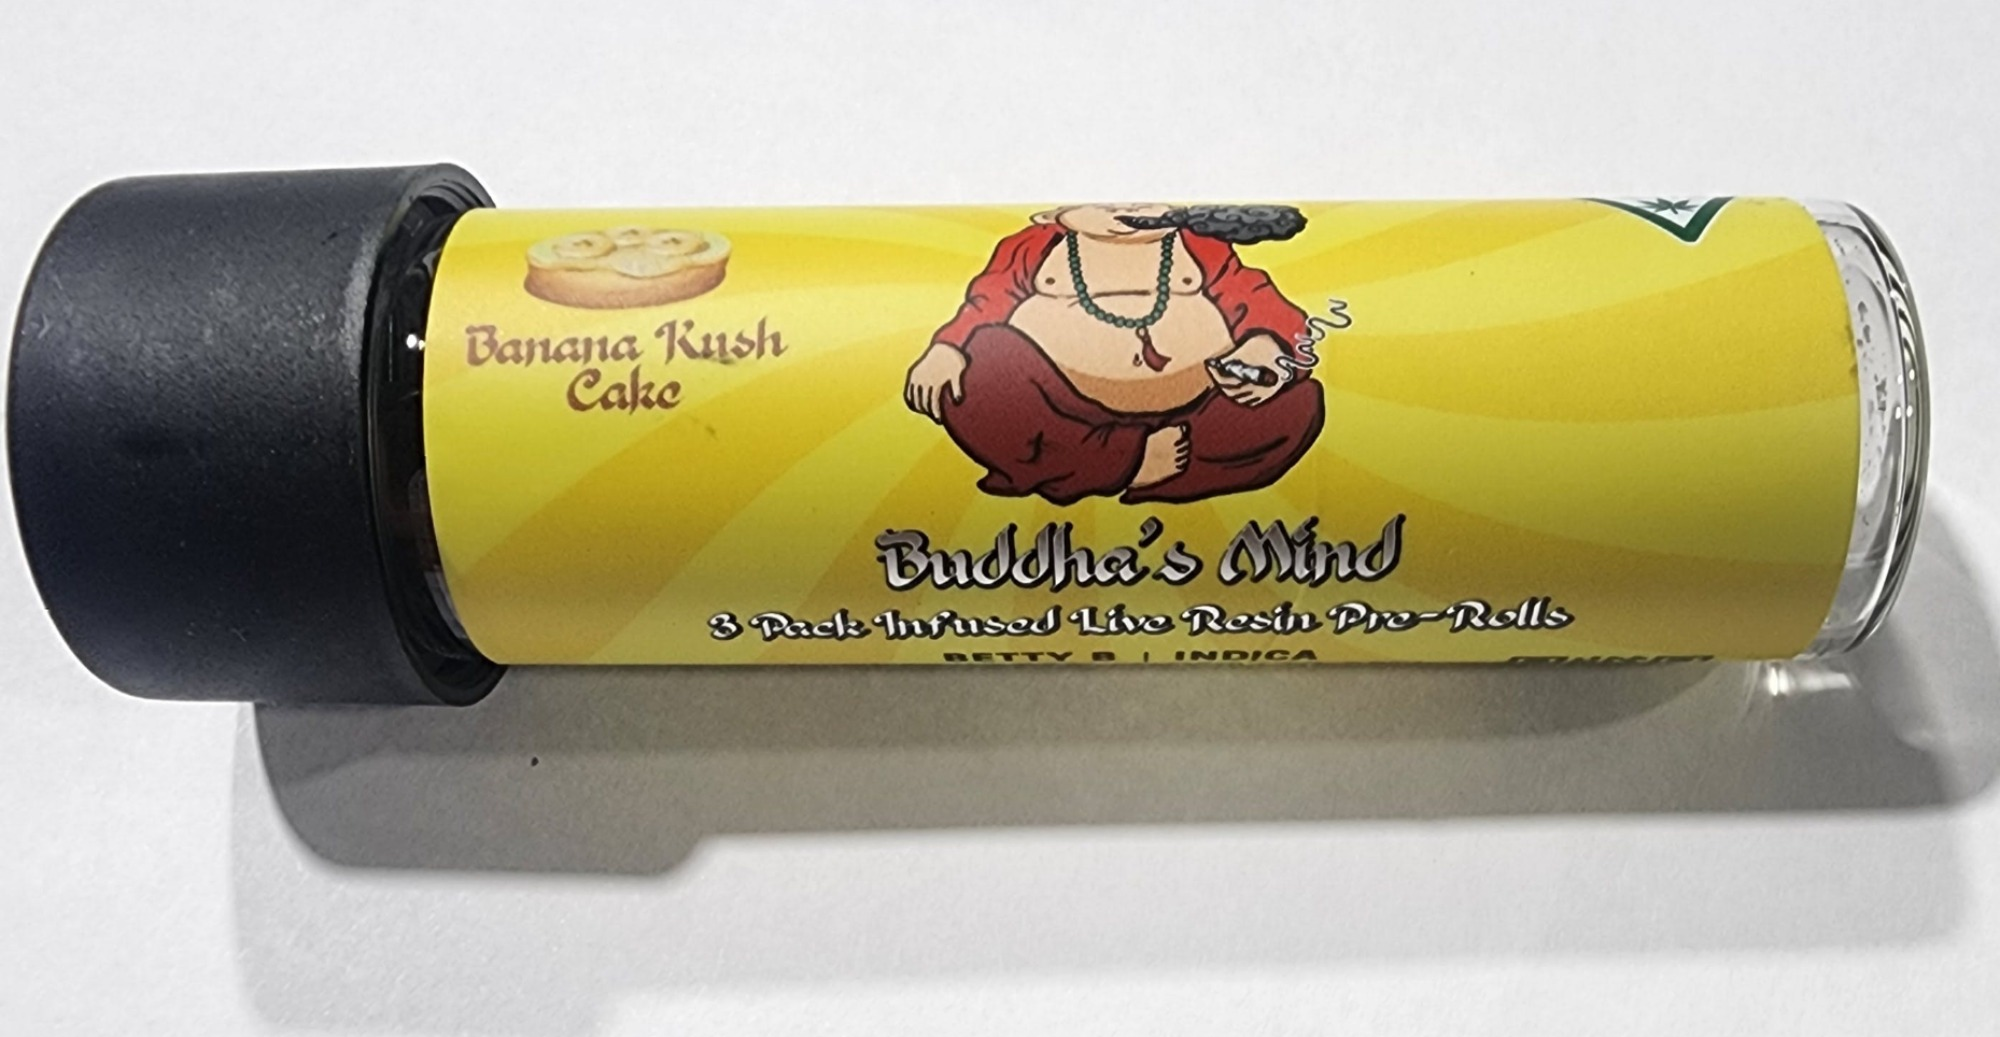 Banana Kush
Cake
Buddha's Mind
3 Pack Infused Live Resin Pre-Rolls
BETTY B | INDICA